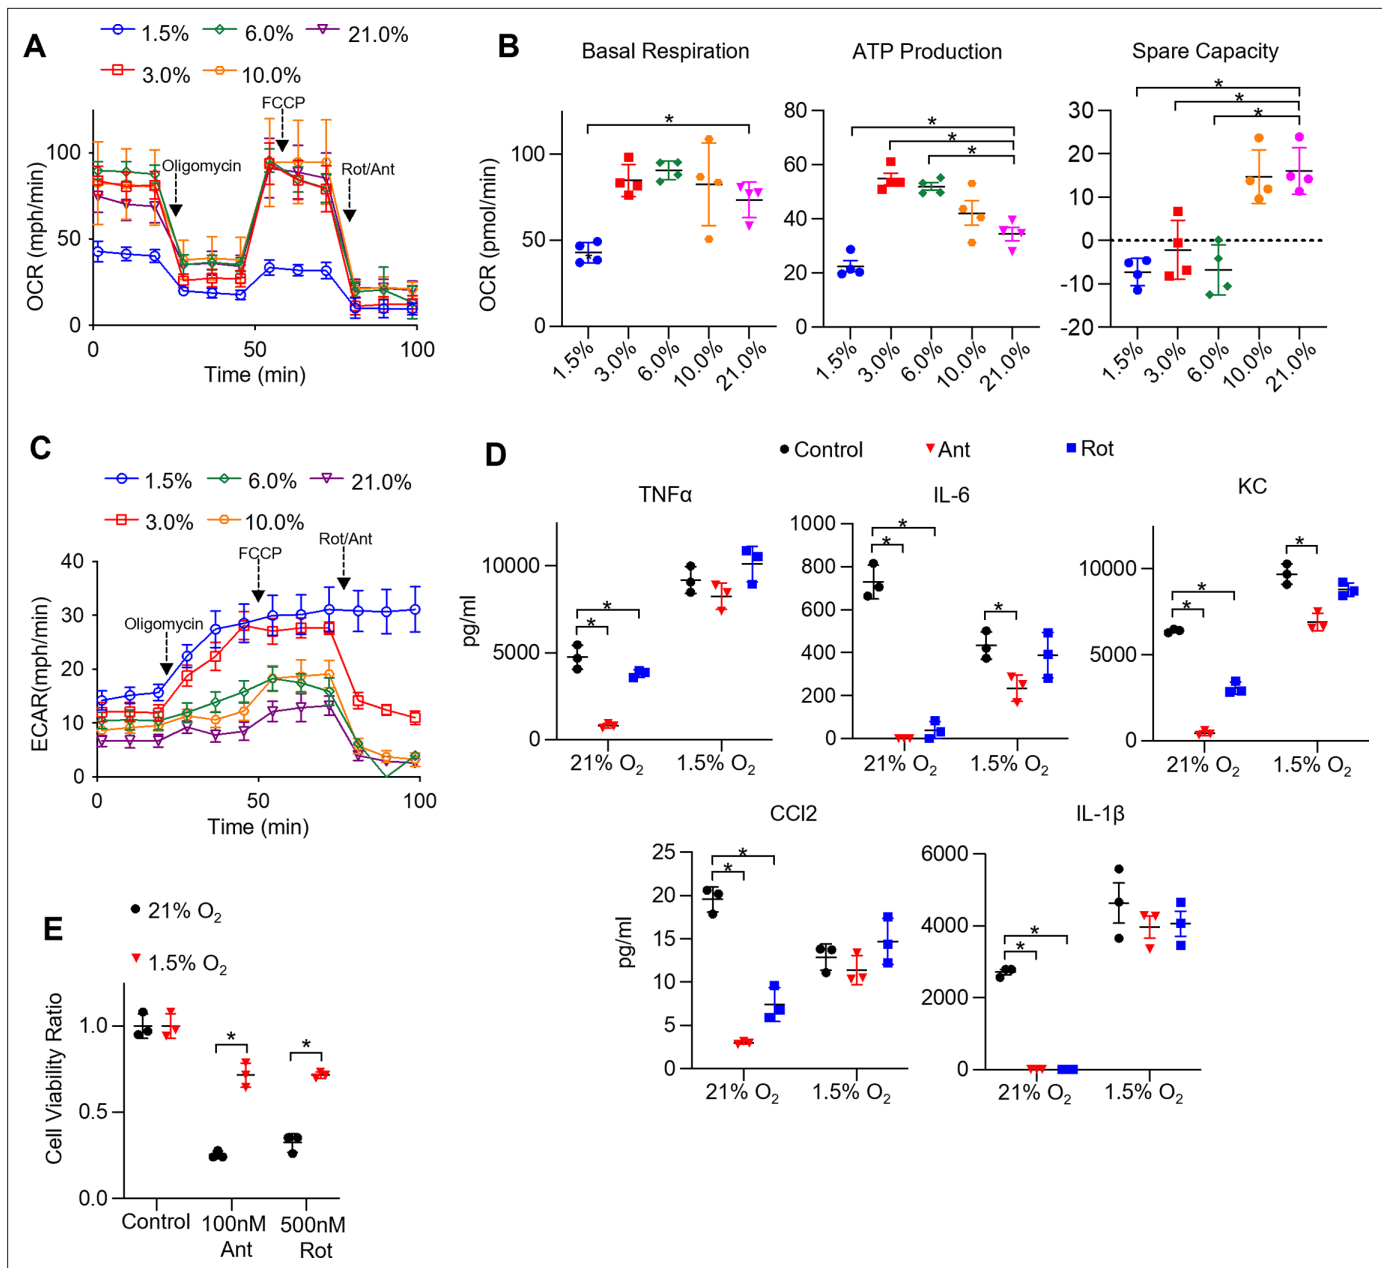 A
1.5%
6.0%
21.0%
3.0%
10.0%
FCCP
Oligomycin
Rot/Ant
OCR (mph/min)
100
50
0
0
50
100
Time (min)
B
Basal Respiration
ATP Production
Spare Capacity
OCR (pmol/min)
100
50
0
*
1.5%
3.0%
6.0%
10.0%
21.0%
80
60
40
20
0
*
*
*
1.5%
3.0%
6.0%
10.0%
21.0%
30
20
10
0
-10
-20
*
*
*
1.5%
3.0%
6.0%
10.0%
21.0%
C
1.5%
6.0%
21.0%
3.0%
10.0%
FCCP
Rot/Ant
Oligomycin
ECAR(mph/min)
40
30
20
10
0
0
50
100
Time (min)
D
Control
Ant
Rot
TNFα
pg/ml
10000
5000
0
*
*
21% O2
1.5% O2
IL-6
1000
800
600
400
200
0
*
*
*
21% O2
1.5% O2
KC
10000
5000
0
*
*
*
21% O2
1.5% O2
CCl2
pg/ml
25
20
15
10
5
0
*
*
21% O2
1.5% O2
IL-1β
6000
4000
2000
0
*
*
21% O2
1.5% O2
E
21% O2
1.5% O2
Cell Viability Ratio
1.0
0.5
0.0
*
*
Control
100nM
Ant
500nM
Rot